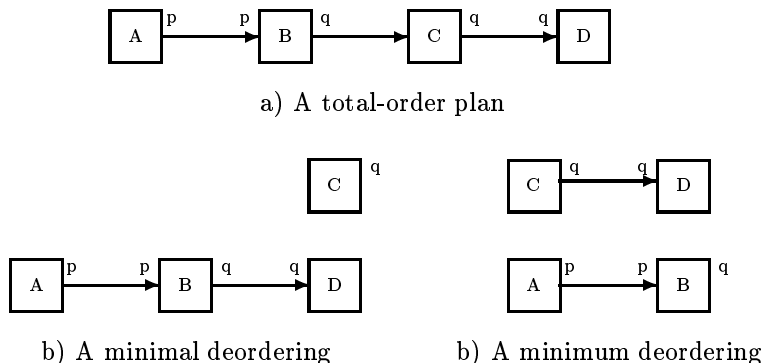 p p q q q
A B C D
a) A total-order plan
q q q
C C D
p p q q p p q
A B D A B
b) A minimal deordering b) A minimum deordering